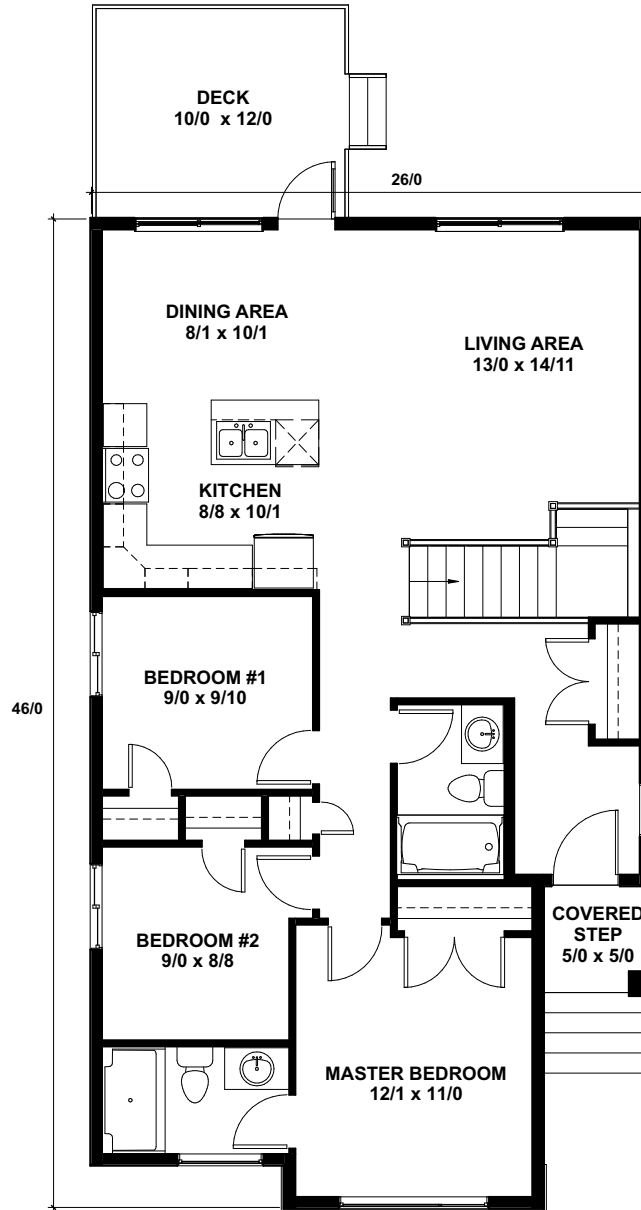 DECK
10/0 x 12/0
26/0
DINING AREA
8/1 x 10/1
LIVING AREA
13/0 x 14/11
KITCHEN
8/8 x 10/1
BEDROOM #1
9/0 x 9/10
46/0
BEDROOM #2
9/0 x 8/8
COVERED
STEP
5/0 x 5/0
MASTER BEDROOM
12/1 x 11/0